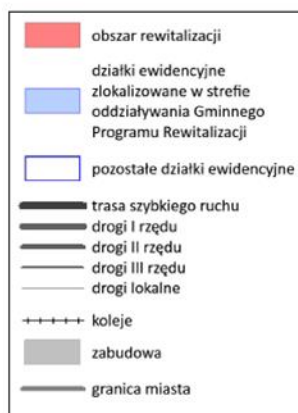 obszar rewitalizacji
działki ewidencyjne
zlokalizowane w strefie
oddziaływania Gminnego
Programu Rewitalizacji
pozostałe działki ewidencyjne
trasa szybkiego ruchu
drogi I rzędu
drogi II rzędu
drogi III rzędu
drogi lokalne
koleje
zabudowa
granica miasta